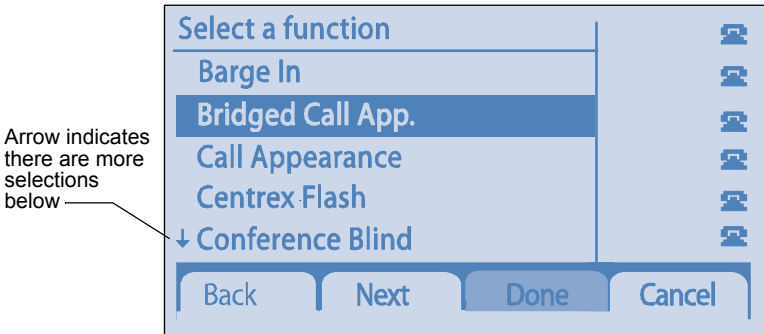 Select a function
Barge In
Bridged Call App.
Call Appearance
Centrex Flash
Conference Blind
Back Next Done Cancel
Arrow indicates
there are more
selections
below